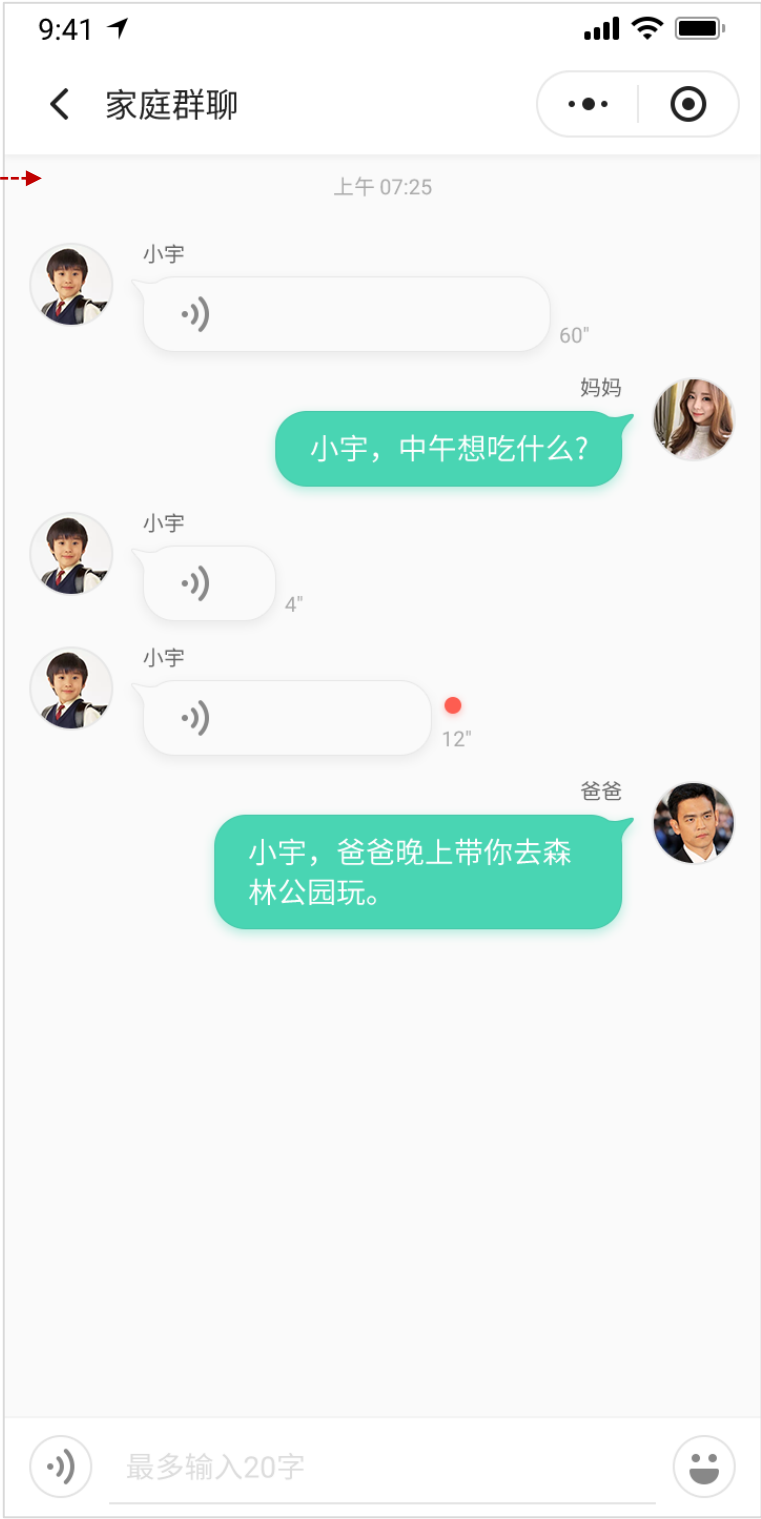 9:41
家庭群聊
上午 07:25
小宇
60"
妈妈
小宇，中午想吃什么?
小宇
4"
小宇
12"
爸爸
小宇，爸爸晚上带你去森
林公园玩。
最多输入20字